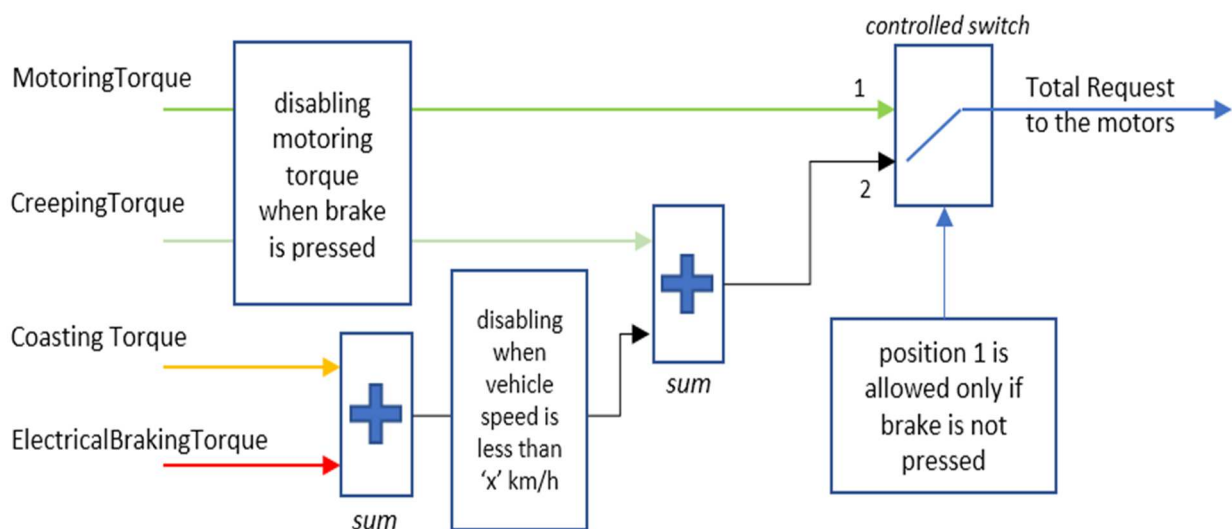 controlled switch
MotoringTorque
disabling
motoring
torque
when brake
is pressed
1
Total Request
to the motors
CreepingTorque
2
Coasting Torque
disabling
when
vehicle
speed is
less than
‘x’ km/h
sum
position 1 is
allowed only if
brake is not
pressed
ElectricalBrakingTorque
sum